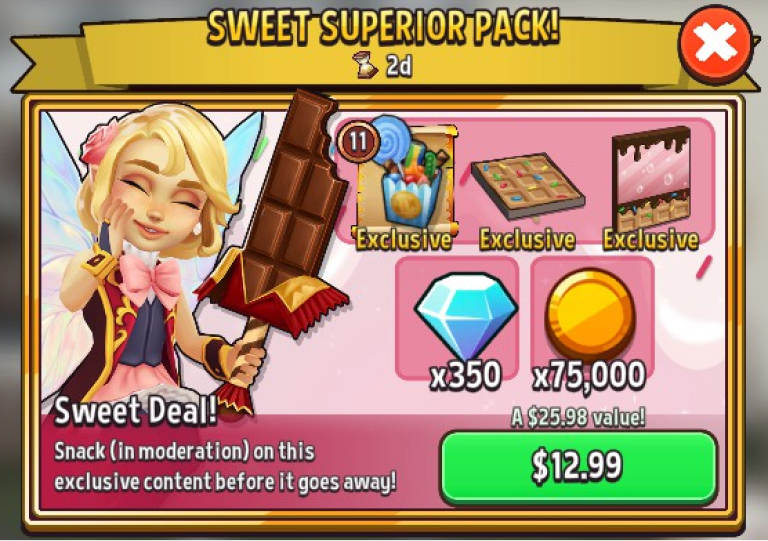 SWEET SUPERIOR PACK!
2d
11
Exclusive
Exclusive
Exclusive
x350
x75,000
Sweet Deal!
Snack (in moderation) on this
exclusive content before it goes away!
A $25.98 value!
$12.99